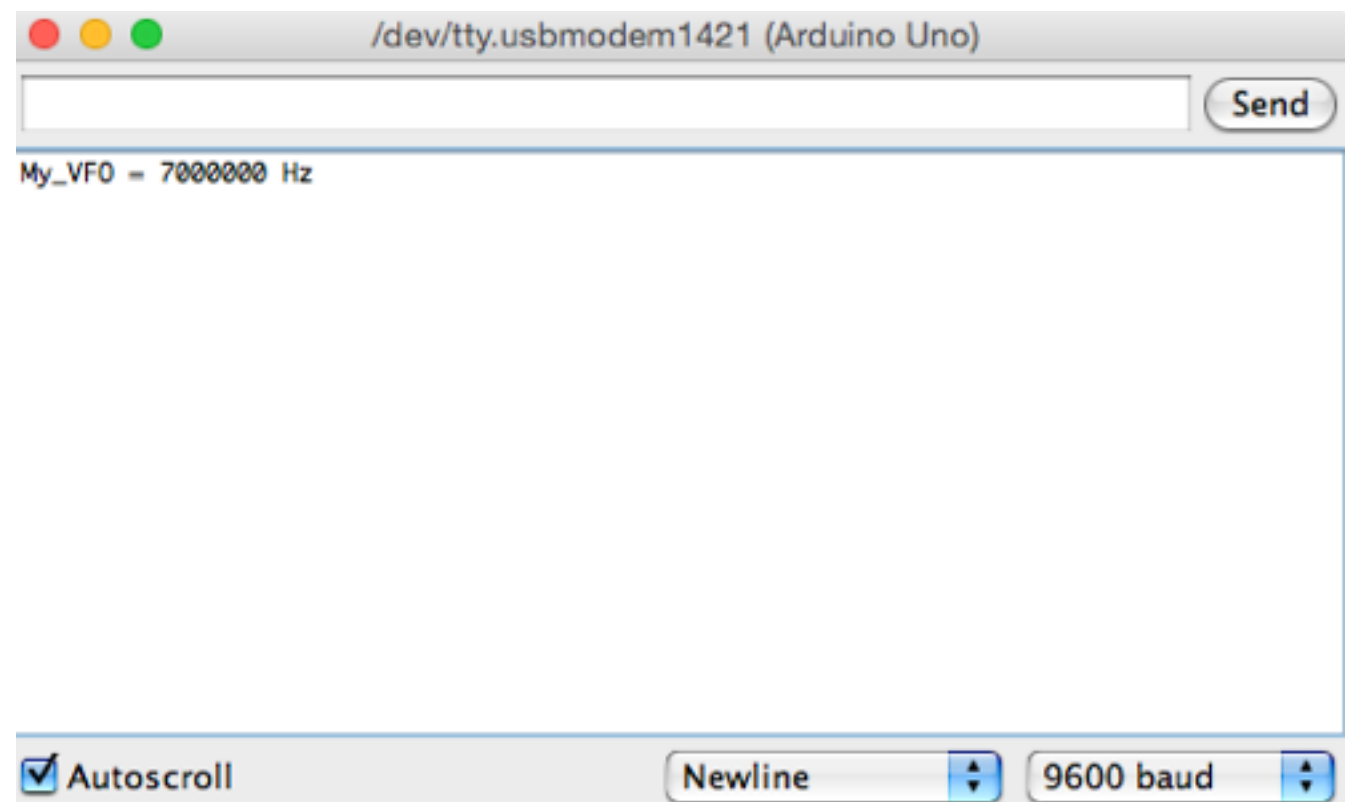 /dev/tty.usbmodem1421 (Arduino Uno)
Send
My_VFO = 7000000 Hz
Autoscroll
Newline
9600 baud